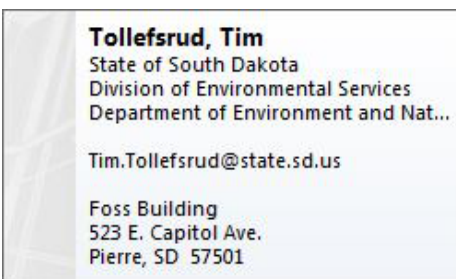 Tollefsrud, Tim
State of South Dakota
Division of Environmental Services
Department of Environment and Nat...
Tim.Tollefsrud@state.sd.us
Foss Building
523 E. Capitol Ave.
Pierre, SD  57501